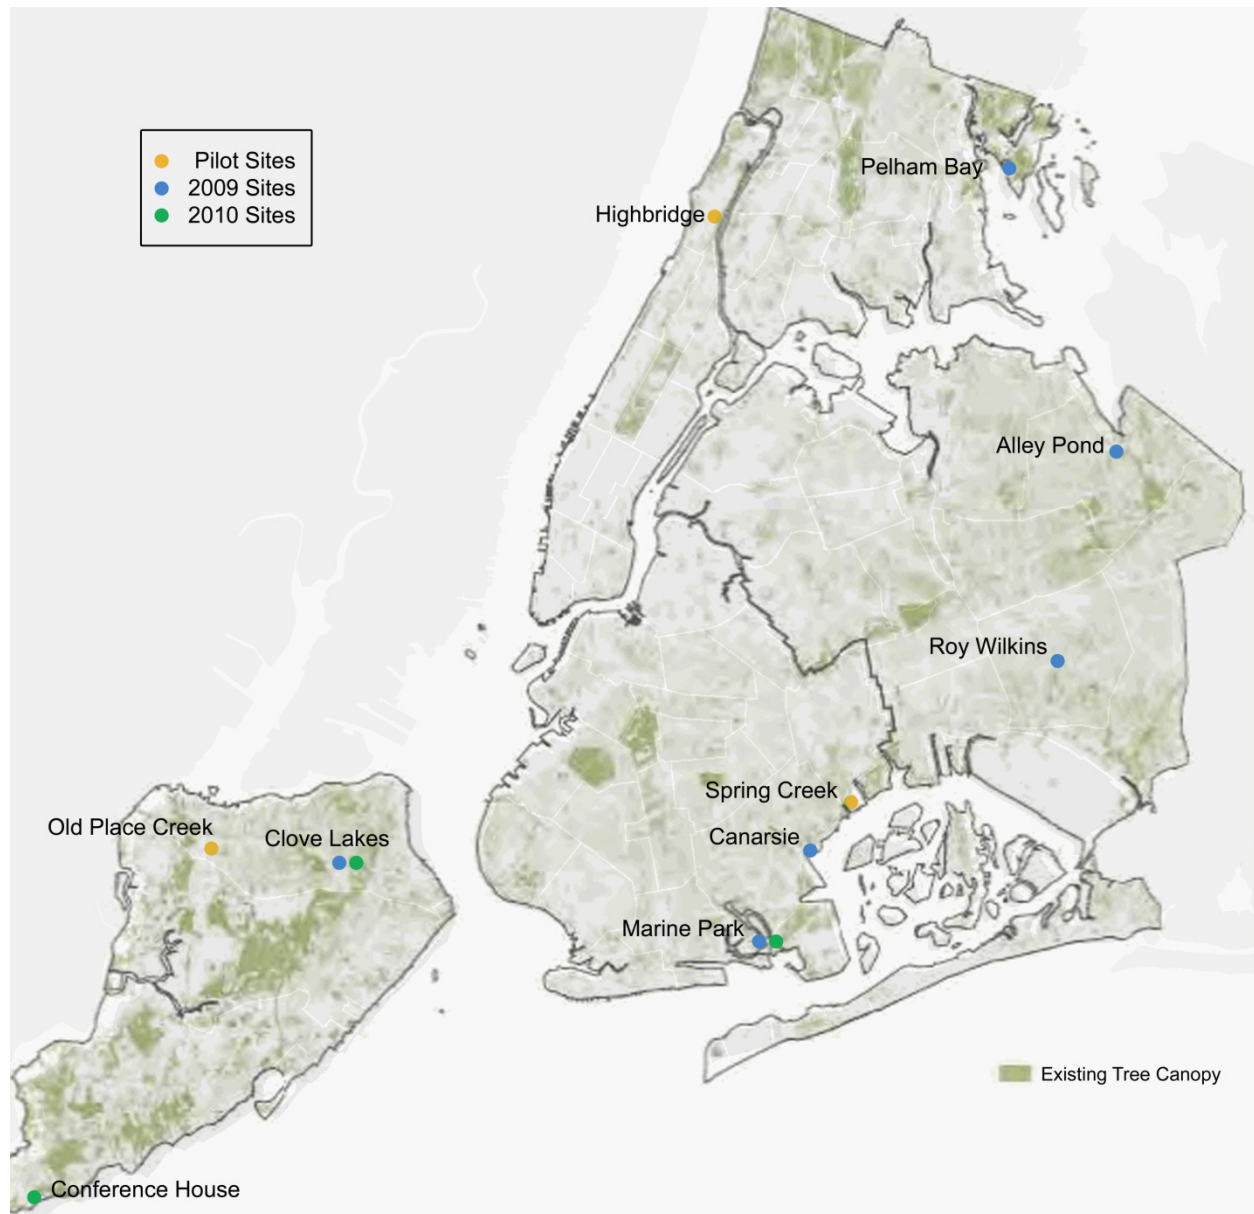 Pilot Sites
2009 Sites
2010 Sites
Pelham Bay
Highbridge
Alley Pond
Roy Wilkins
Spring Creek
Old Place Creek
Clove Lakes
Canarsie
Marine Park
Existing Tree Canopy
Conference House